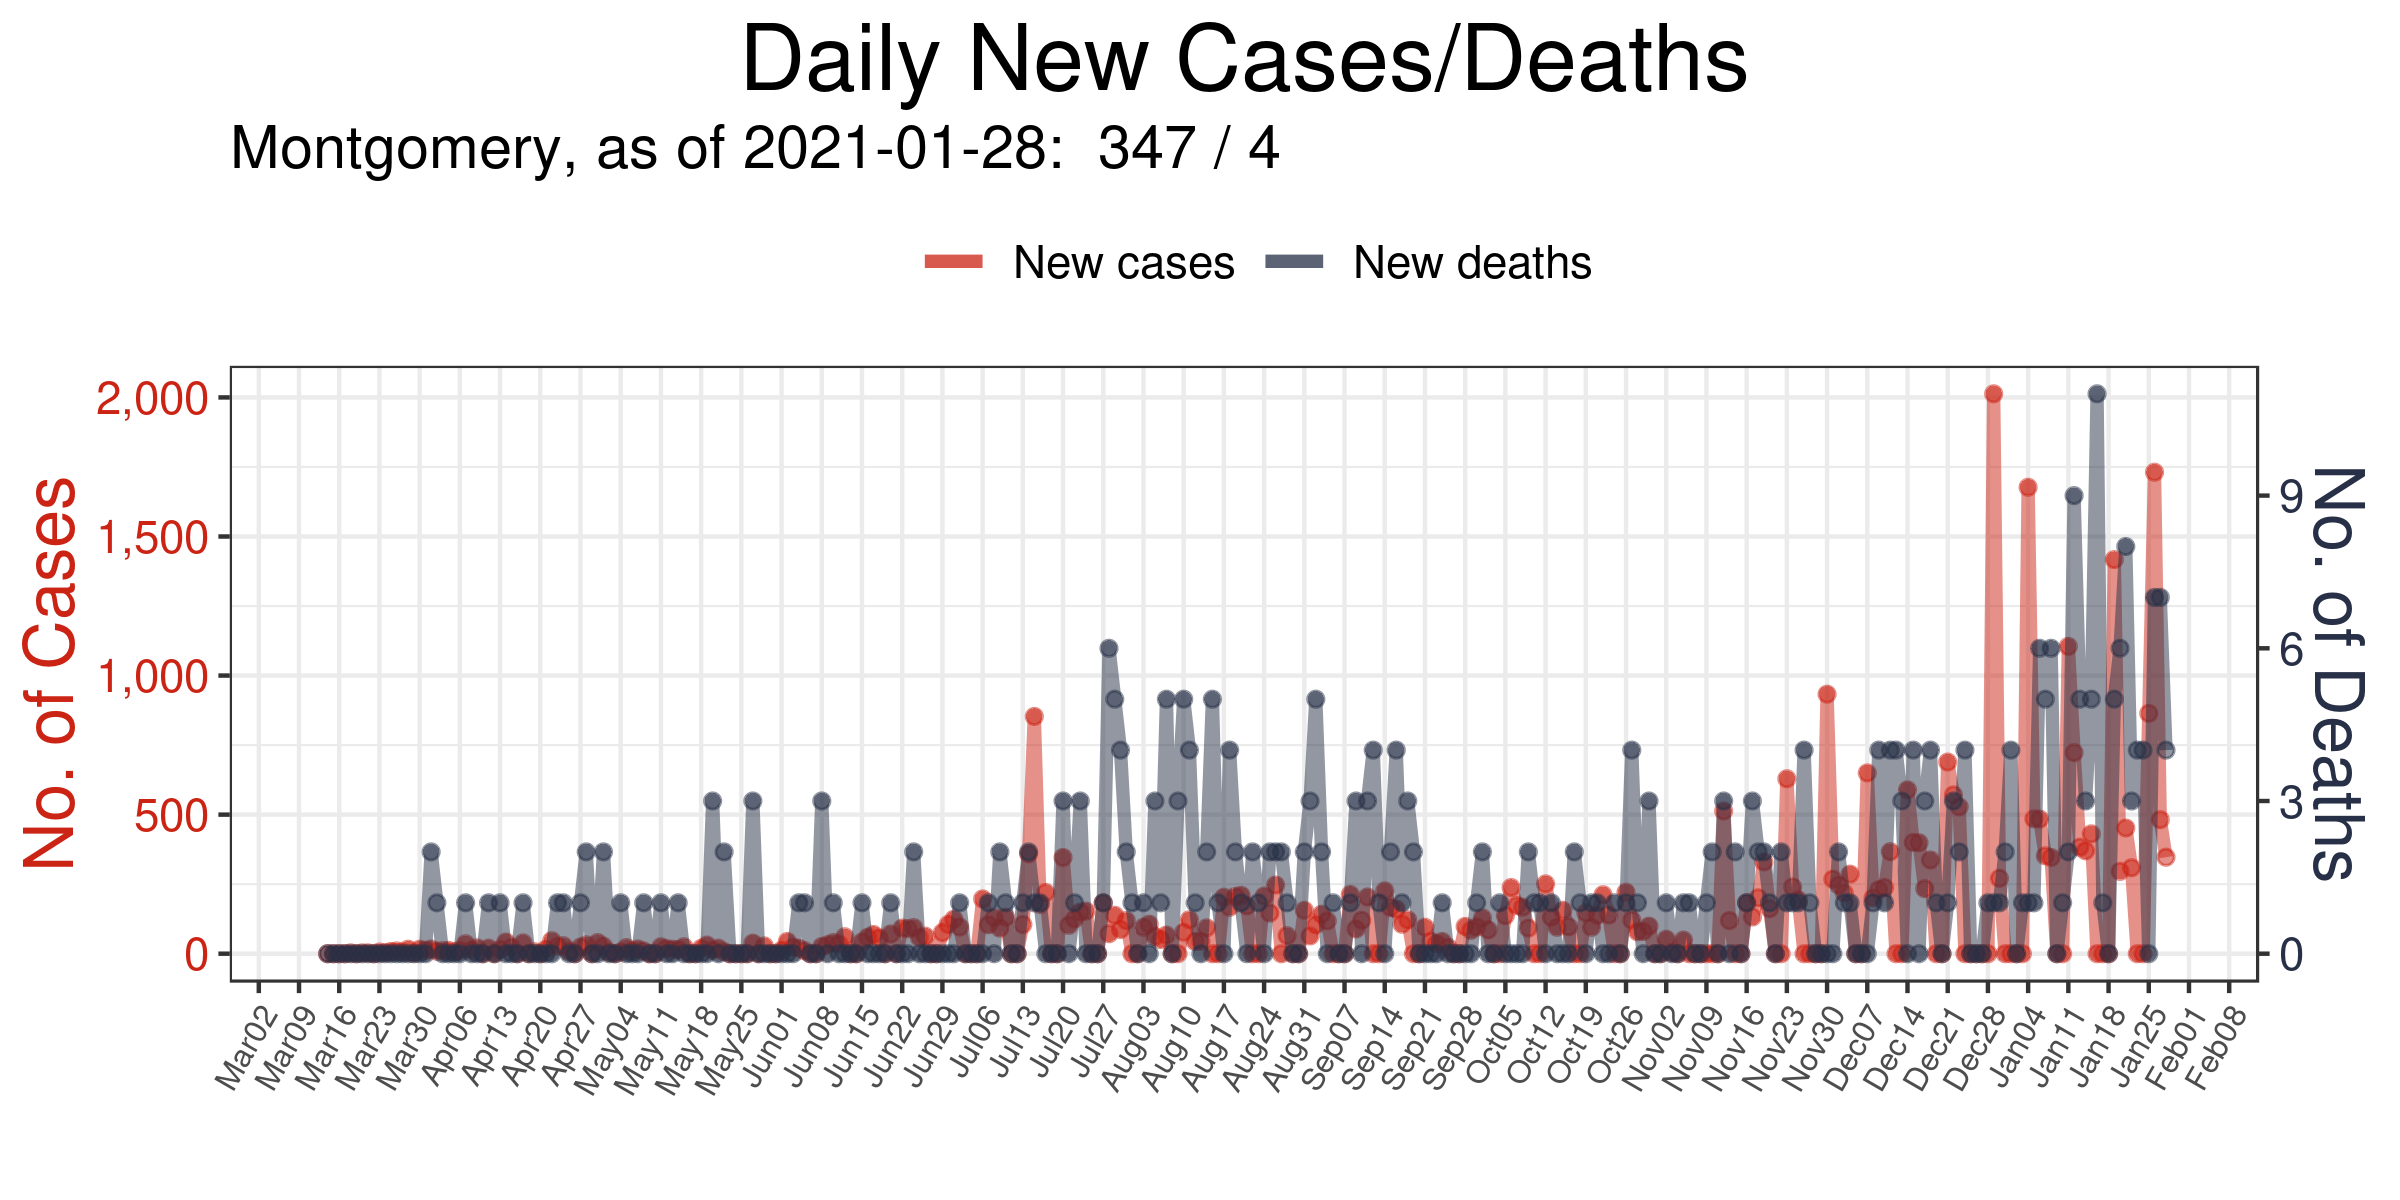 Daily New Cases/Deaths
Montgomery, as of 2021-01-28:  347 / 4
New cases
New deaths
No. of Cases
2,000
1,500
1,000
500
0
9
6
3
0
No. of Deaths
Mar02
Mar09
Mar16
Mar23
Mar30
Apr06
Apr13
Apr20
Apr27
May04
May11
May18
May25
Jun01
Jun08
Jun15
Jun22
Jun29
Jul06
Jul13
Jul20
Jul27
Aug03
Aug10
Aug17
Aug24
Aug31
Sep07
Sep14
Sep21
Sep28
Oct05
Oct12
Oct19
Oct26
Nov02
Nov09
Nov16
Nov23
Nov30
Dec07
Dec14
Dec21
Dec28
Jan04
Jan11
Jan18
Jan25
Feb01
Feb08